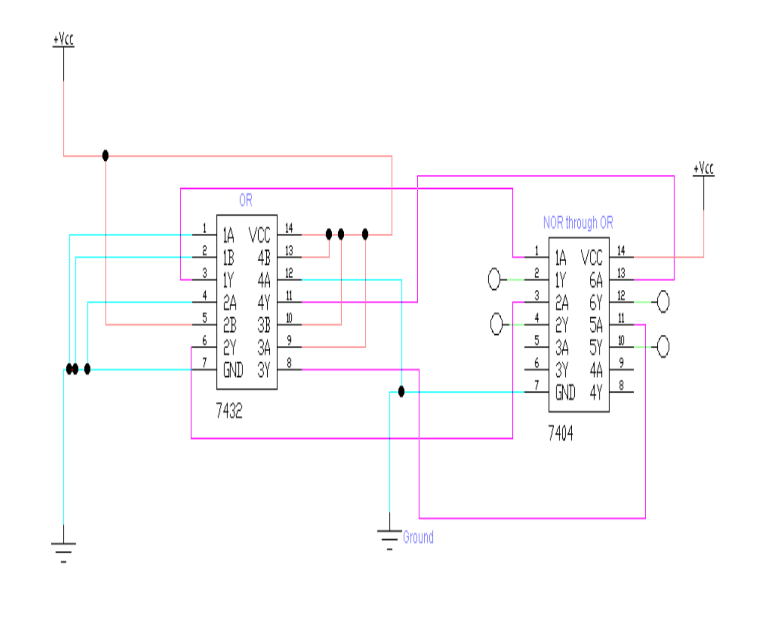 +Vcc
+Vcc
OR
1 1A VCC 14
2 1B 4B 13
3 1Y 4A 12
4 2A 4Y 11
5 2B 3B 10
6 2Y 3A 9
7 GND 3Y 8
7432
NOR through OR
1 1A VCC 14
2 1Y 6A 13
3 2A 6Y 12
4 2Y 5A 11
5 3A 5Y 10
6 3Y 4A 9
7 GND 4Y 8
7404
Ground